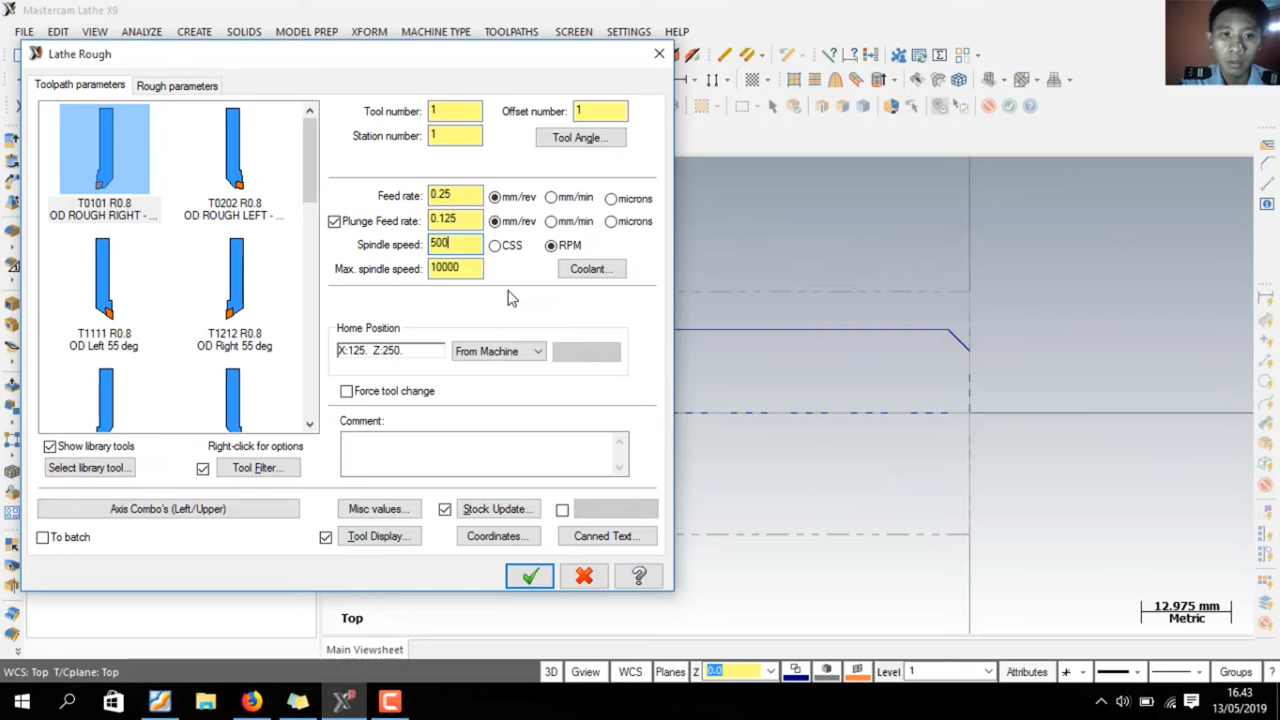 Mastercam Lathe X9
FILE EDIT VIEW ANALYZE CREATE SOLIDS MODEL PREP XFORM MACHINE TYPE TOOLPATHS SCREEN SETTINGS HELP
Lathe Rough
Toolpath parameters Rough parameters
T0101 R0.8
OD ROUGH RIGHT - ...
T0202 R0.8
OD ROUGH LEFT - ...
T1111 R0.8
OD Left 55 deg
T1212 R0.8
OD Right 55 deg
Show library tools
Right-click for options
Select library tool...
Tool Filter...
Axis Combo's (Left/Upper)
To batch
Tool number: 1
Offset number: 1
Station number: 1
Tool Angle...
Feed rate: 0.25 mm/rev mm/min microns
Plunge Feed rate: 0.125 mm/rev mm/min microns
Spindle speed: 500 CSS RPM
Max. spindle speed: 10000
Coolant...
Home Position
X:125. Z:250. From Machine
Force tool change
Comment:
Misc values... Stock Update...
Tool Display... Coordinates... Canned Text...
Top
12.975 mm
Metric
Main Viewsheet
WCS: Top T/Cplane: Top
3D Gview WCS Planes Z 0.0 Level 1 Attributes Groups ?
16.43
13/05/2019